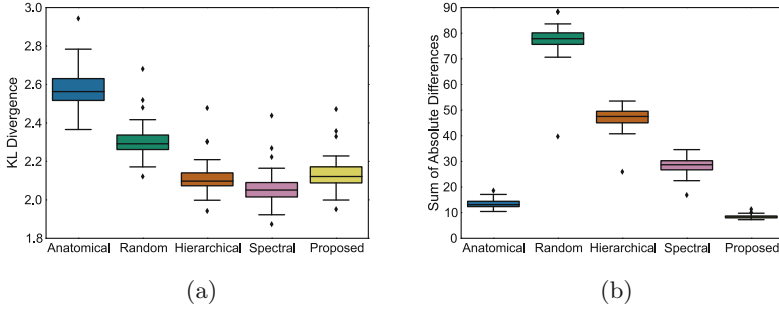 3.0
2.8
2.6
2.4
2.2
2.0
1.8
KL Divergence
Anatomical Random Hierarchical Spectral Proposed
(a)
90
80
70
60
50
40
30
20
10
0
Sum of Absolute Differences
Anatomical Random Hierarchical Spectral Proposed
(b)